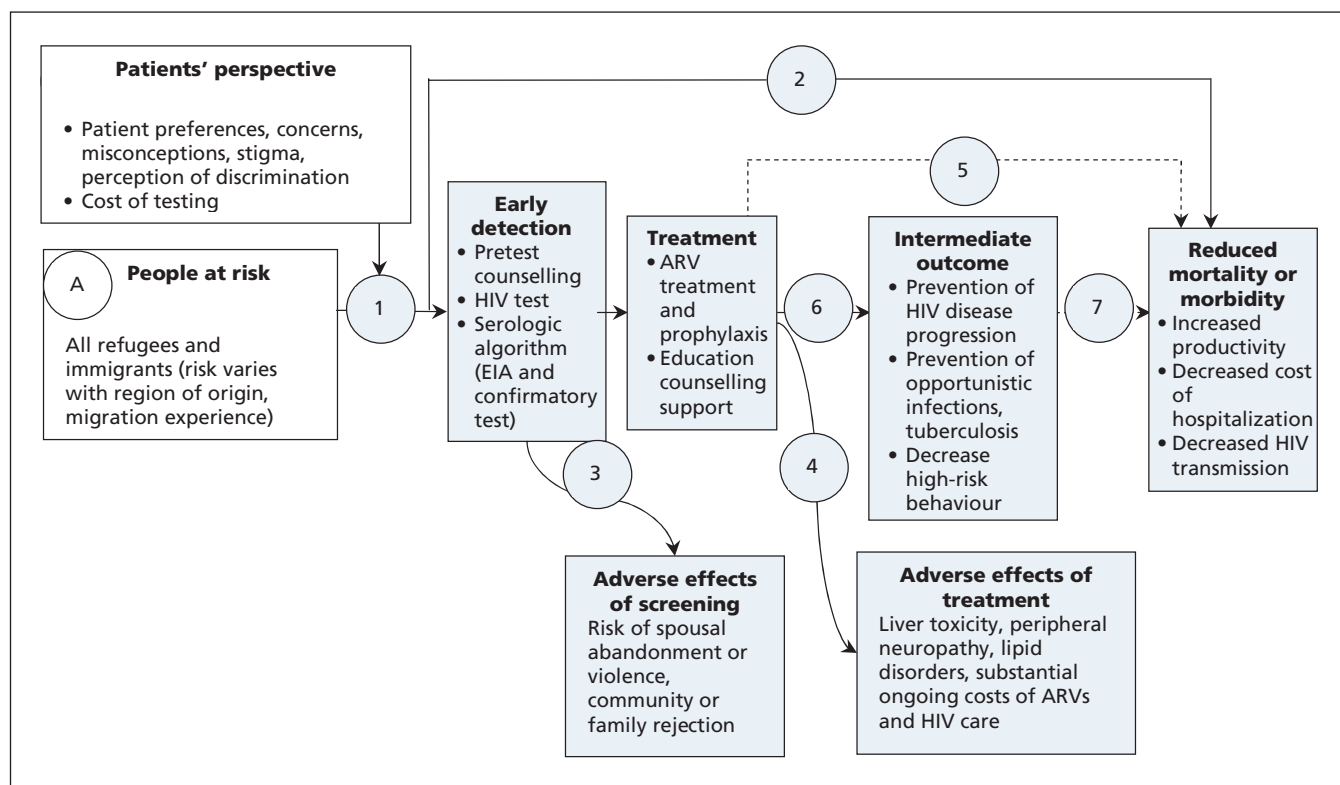 Patients' perspective
• Patient preferences, concerns,
misconceptions, stigma,
perception of discrimination
• Cost of testing
A
People at risk
All refugees and
immigrants (risk varies
with region of origin,
migration experience)
1
2
Early
detection
• Pretest
counselling
• HIV test
• Serologic
algorithm
(EIA and
confirmatory
test)
3
Adverse effects
of screening
Risk of spousal
abandonment or
violence,
community or
family rejection
Treatment
• ARV
treatment
and
prophylaxis
• Education
counselling
support
5
6
4
Adverse effects of
treatment
Liver toxicity, peripheral
neuropathy, lipid
disorders, substantial
ongoing costs of ARVs
and HIV care
Intermediate
outcome
• Prevention of
HIV disease
progression
• Prevention of
opportunistic
infections,
tuberculosis
• Decrease
high-risk
behaviour
7
Reduced
mortality or
morbidity
• Increased
productivity
• Decreased cost
of
hospitalization
• Decreased HIV
transmission